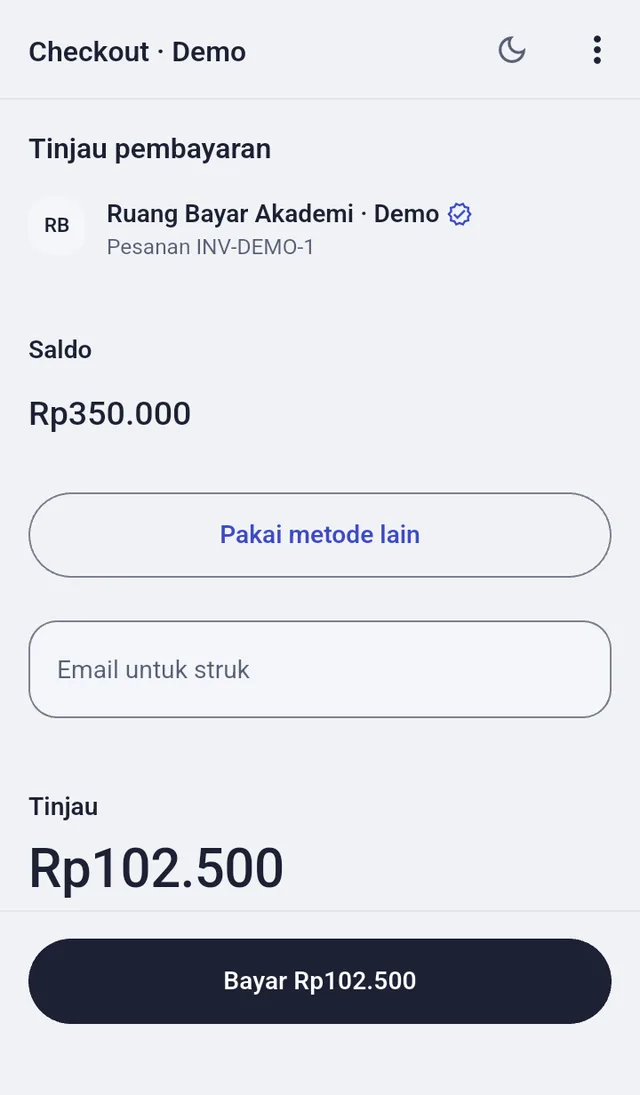 Checkout · Demo
Tinjau pembayaran
RB
Ruang Bayar Akademi · Demo
Pesanan INV-DEMO-1
Saldo
Rp350.000
Pakai metode lain
Email untuk struk
Tinjau
Rp102.500
Bayar Rp102.500